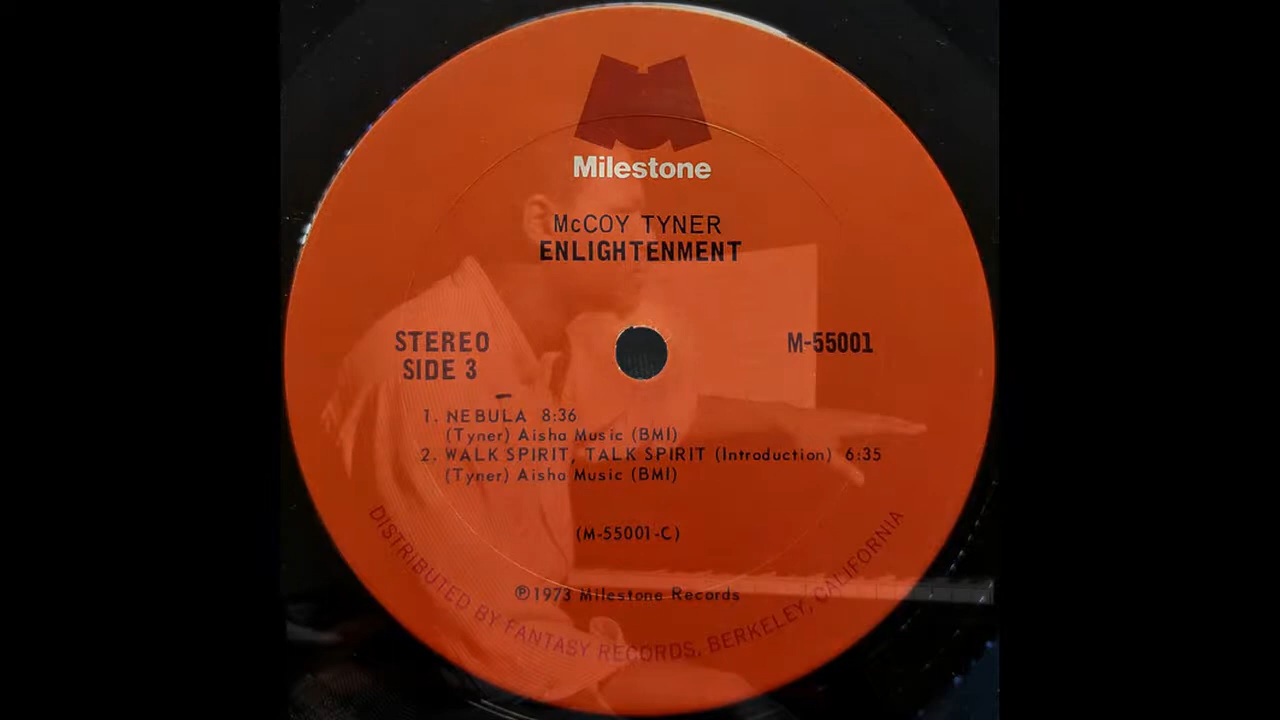 Milestone
McCOY TYNER
ENLIGHTENMENT
STEREO
SIDE 3
M-55001
1. NEBULA 8:36
(Tyner) Aisha Music (BMI)
2. WALK SPIRIT, TALK SPIRIT (Introduction) 6:35
(Tyner) Aisha Music (BMI)
(M-55001-C)
℗1973 Milestone Records
DISTRIBUTED BY FANTASY RECORDS, BERKELEY, CALIFORNIA